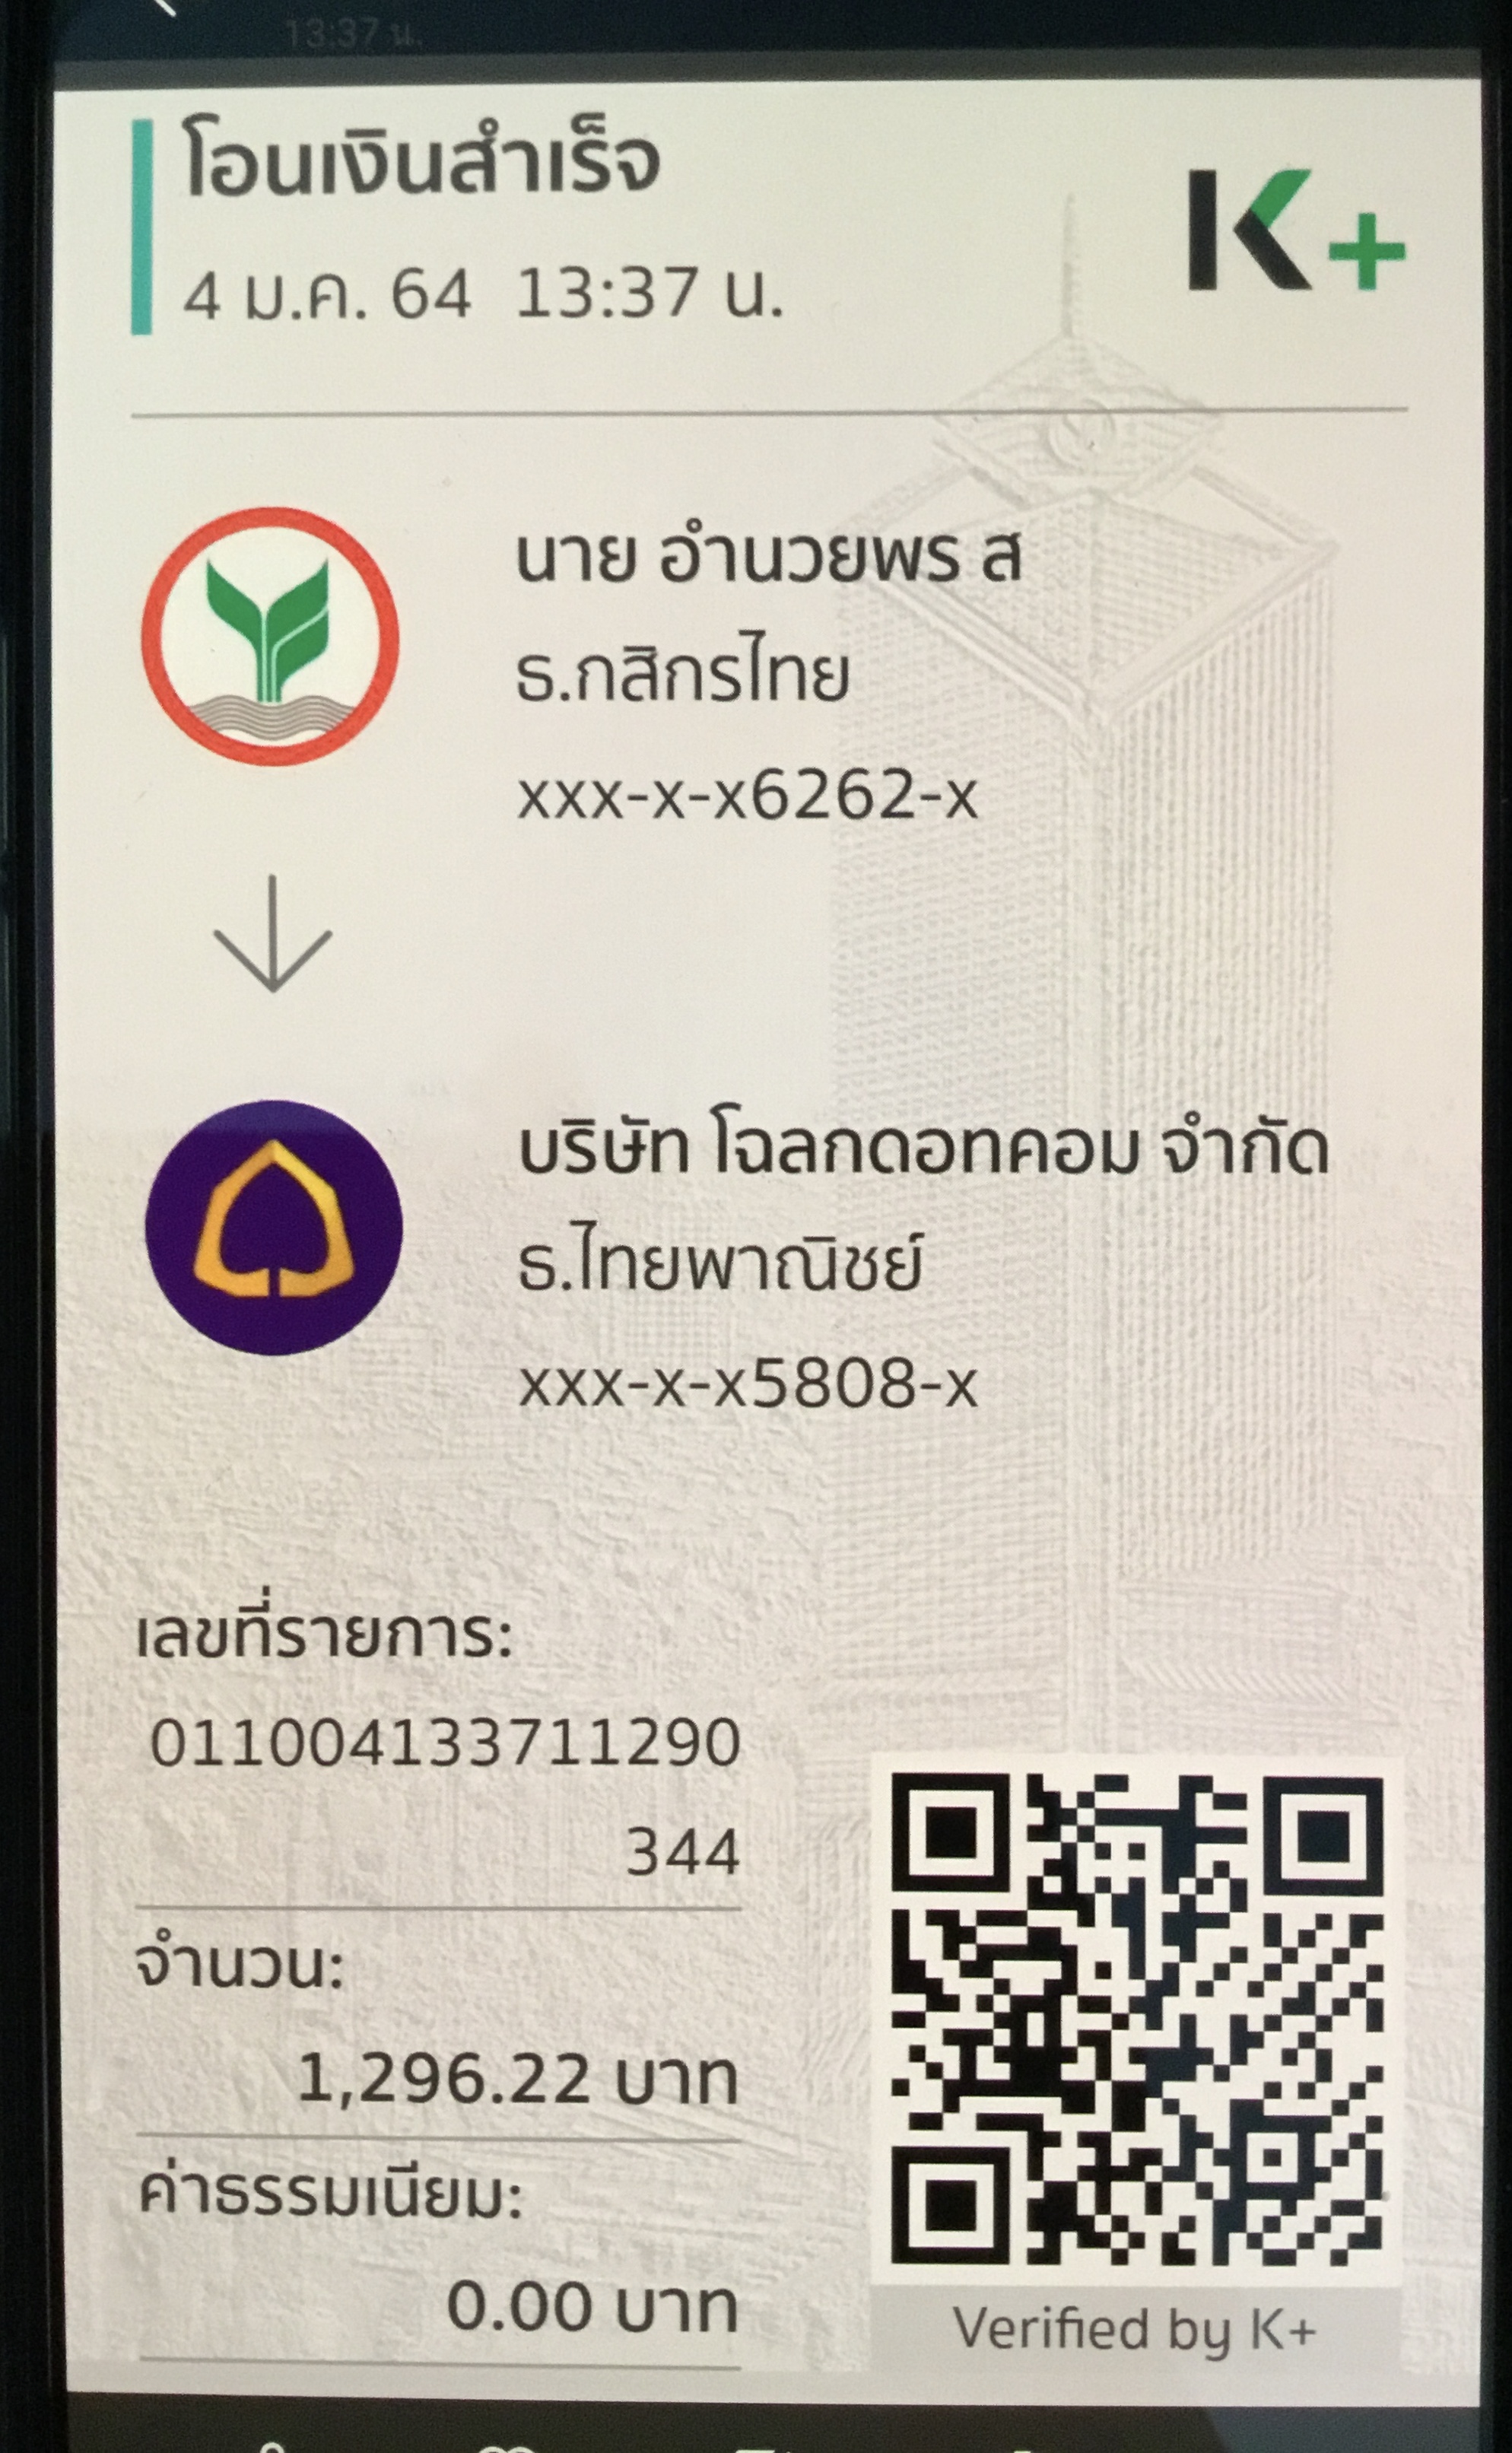 13:37 น.
โอนเงินสำเร็จ
4 ม.ค. 64 13:37 น.
K+
นาย อำนวยพร ส
ธ.กสิกรไทย
xxx-x-x6262-x
บริษัท โฉลกดอทคอม จำกัด
ธ.ไทยพาณิชย์
xxx-x-x5808-x
เลขที่รายการ:
011004133711290
344
จำนวน:
1,296.22 บาท
ค่าธรรมเนียม:
0.00 บาท
Verified by K+